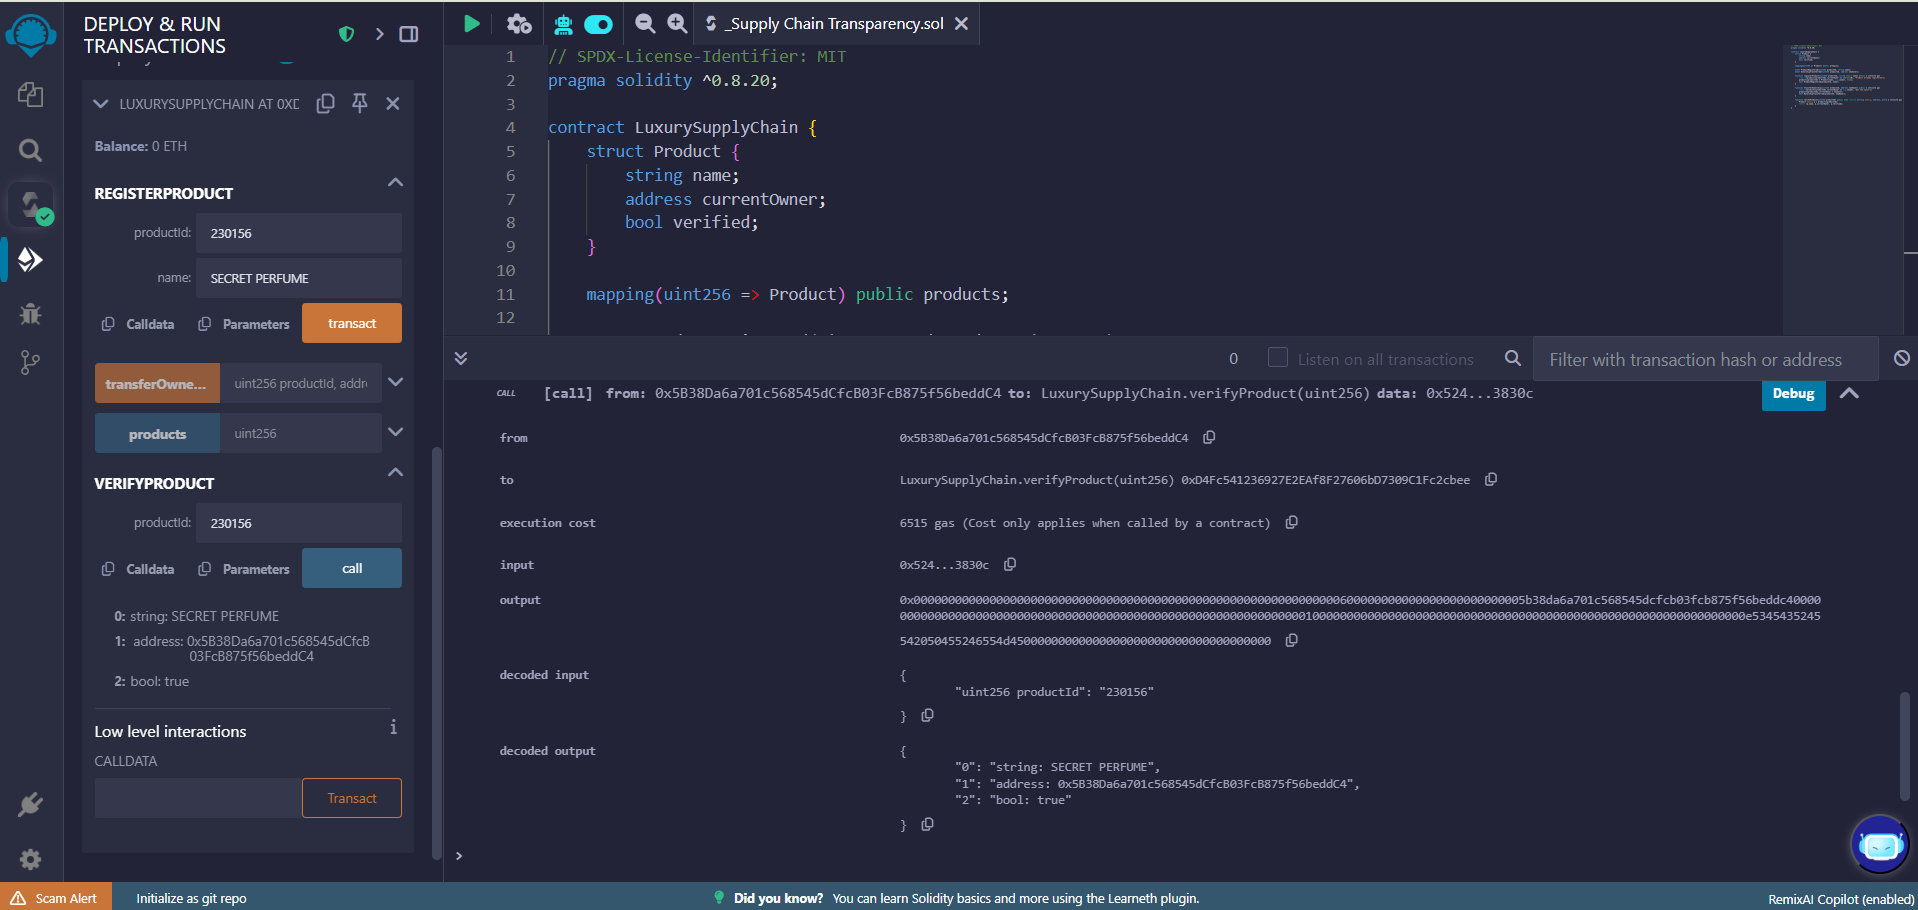 DEPLOY & RUN
TRANSACTIONS
LUXURYSUPPLYCHAIN AT 0XD
Balance: 0 ETH
REGISTERPRODUCT
productId: 230156
name: SECRET PERFUME
Calldata Parameters transact
transferOwne... uint256 productId, addr
products uint256
VERIFYPRODUCT
productId: 230156
Calldata Parameters call
0: string: SECRET PERFUME
1: address: 0x5B38Da6a701c568545dCfcB
03FcB875f56beddC4
2: bool: true
Low level interactions i
CALLDATA
Transact
_Supply Chain Transparency.sol
1 // SPDX-License-Identifier: MIT
2 pragma solidity ^0.8.20;
3
4 contract LuxurySupplyChain {
5 struct Product {
6 string name;
7 address currentOwner;
8 bool verified;
9 }
10
11 mapping(uint256 => Product) public products;
12
0 Listen on all transactions Filter with transaction hash or address
CALL [call] from: 0x5B38Da6a701c568545dCfcB03FcB875f56beddC4 to: LuxurySupplyChain.verifyProduct(uint256) data: 0x524...3830c Debug
from 0x5B38Da6a701c568545dCfcB03FcB875f56beddC4
to LuxurySupplyChain.verifyProduct(uint256) 0xD4Fc541236927E2EAf8F27606bD7309C1Fc2cbee
execution cost 6515 gas (Cost only applies when called by a contract)
input 0x524...3830c
output
decoded input {
"uint256 productId": "230156"
}
decoded output {
"0": "string: SECRET PERFUME",
"1": "address: 0x5B38Da6a701c568545dCfcB03FcB875f56beddC4",
"2": "bool: true"
}
>
Scam Alert Initialize as git repo Did you know? You can learn Solidity basics and more using the Learneth plugin. RemixAI Copilot (enabled)